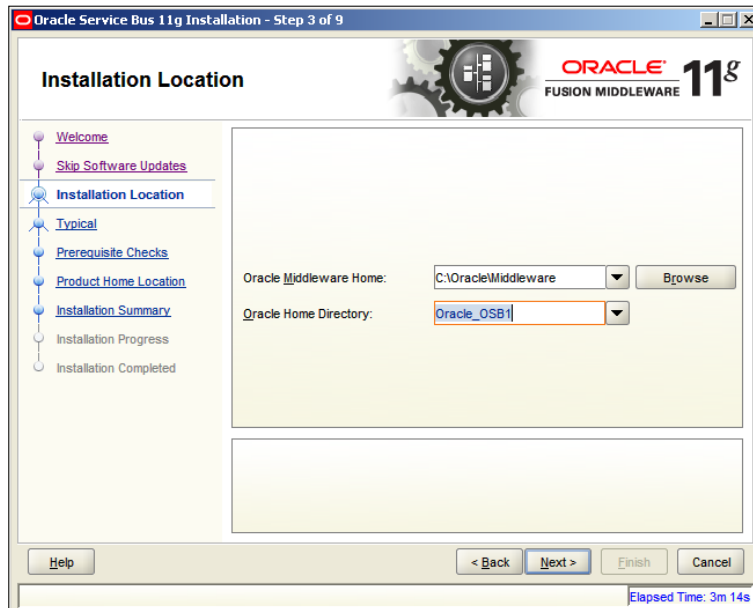 Oracle Service Bus 11g Installation - Step 3 of 9
Installation Location
ORACLE
FUSION MIDDLEWARE 11g
Welcome
Skip Software Updates
Installation Location
Typical
Prerequisite Checks
Product Home Location
Installation Summary
Installation Progress
Installation Completed
Oracle Middleware Home: C:\Oracle\Middleware Browse
Oracle Home Directory: Oracle_OSB1
Help < Back Next > Finish Cancel
Elapsed Time: 3m 14s